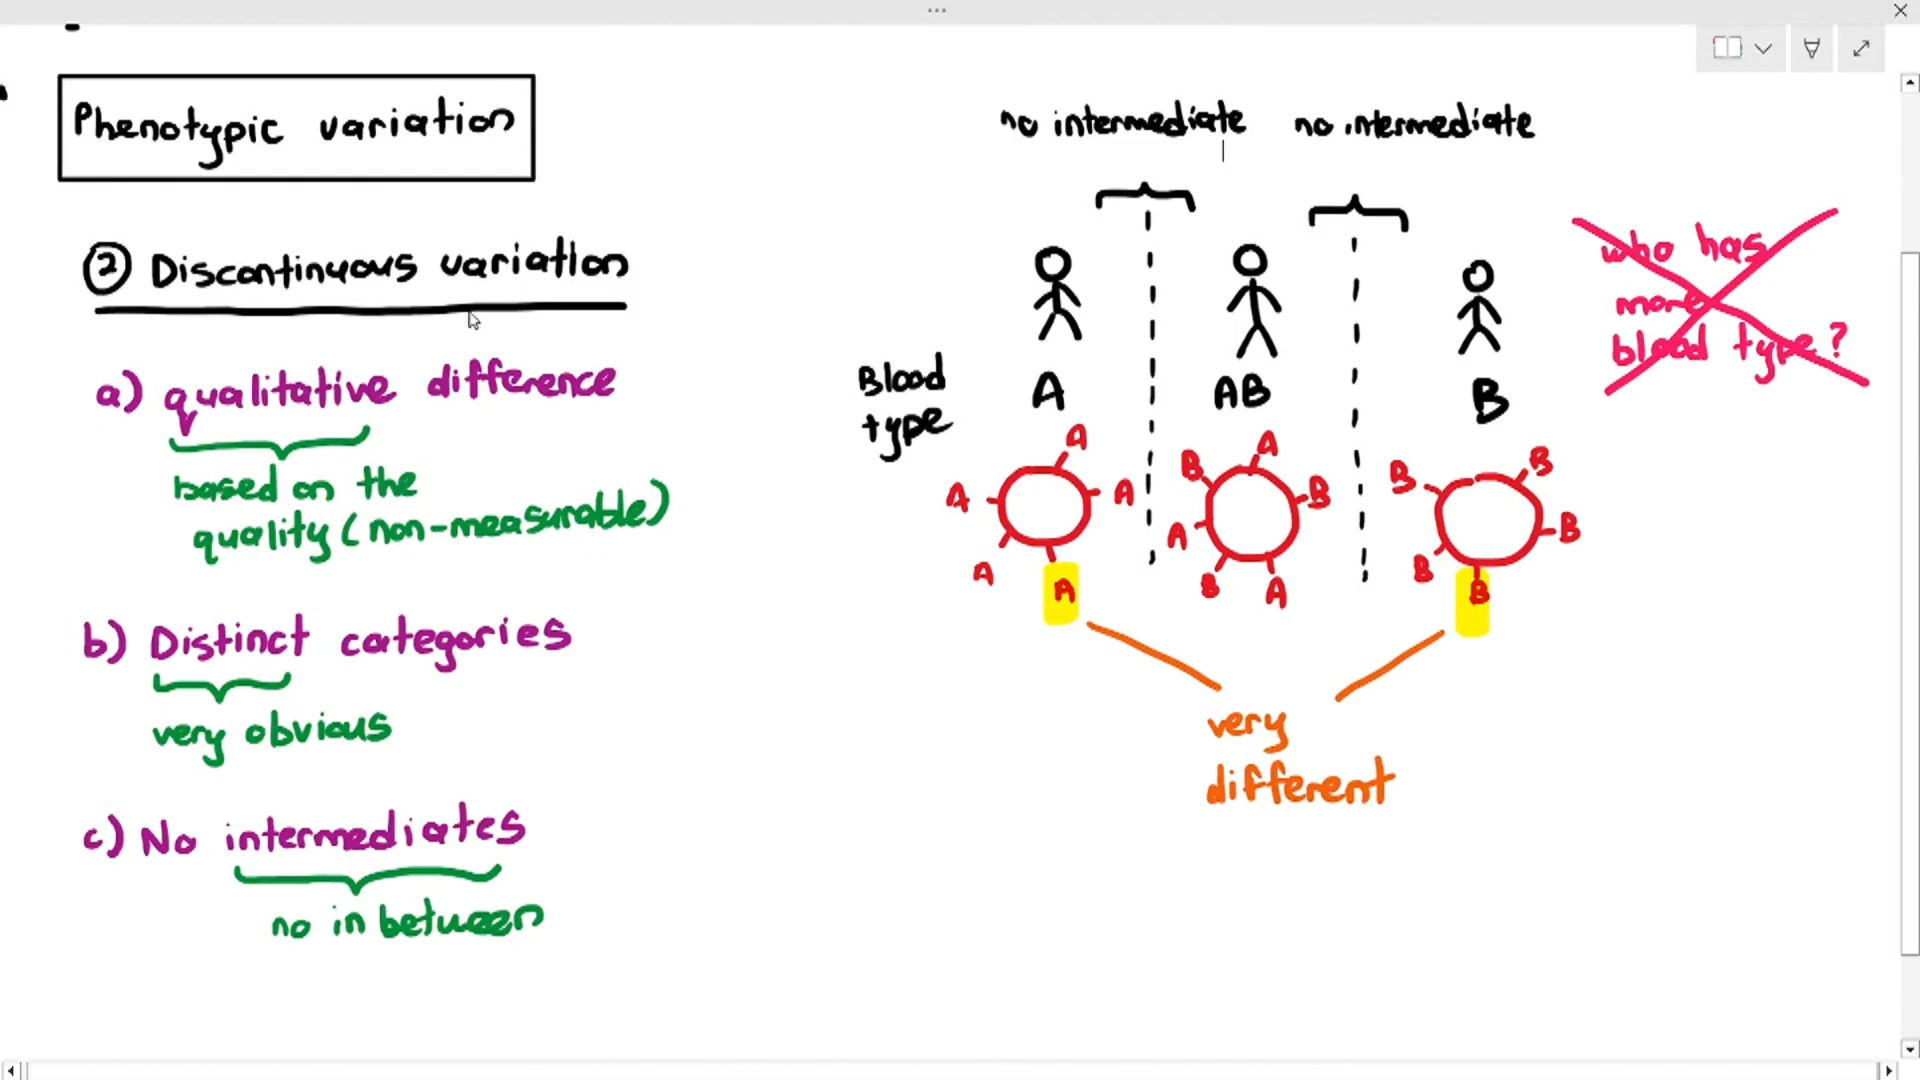 Phenotypic variation
② Discontinuous variation
a) qualitative difference
based on the
quality (non-measurable)
b) Distinct categories
very obvious
c) No intermediates
no in between
no intermediate no intermediate
Blood
type
A AB B
A
A A
A A
A
B B
A
B A
B B
B
B B
very
different
who has
more
blood type?